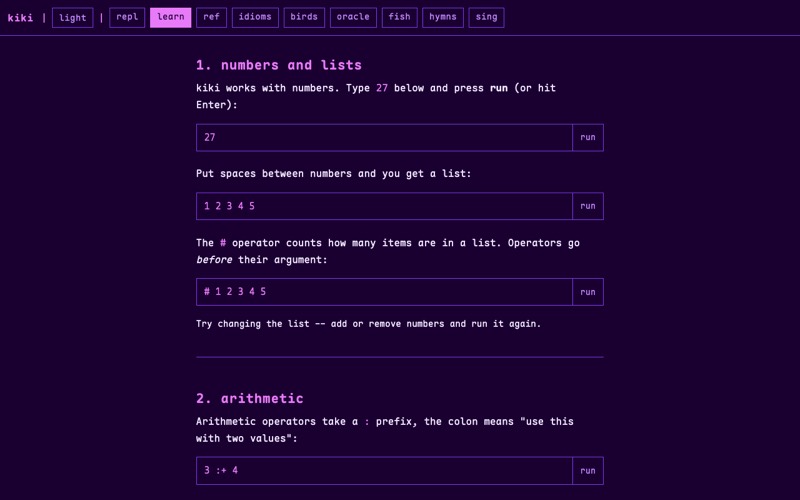 kiki | light | repl learn ref idioms birds oracle fish hymns sing
1. numbers and lists
kiki works with numbers. Type 27 below and press run (or hit
Enter):
27 run
Put spaces between numbers and you get a list:
1 2 3 4 5 run
The # operator counts how many items are in a list. Operators go
before their argument:
# 1 2 3 4 5 run
Try changing the list -- add or remove numbers and run it again.
2. arithmetic
Arithmetic operators take a : prefix, the colon means "use this
with two values":
3 :+ 4 run